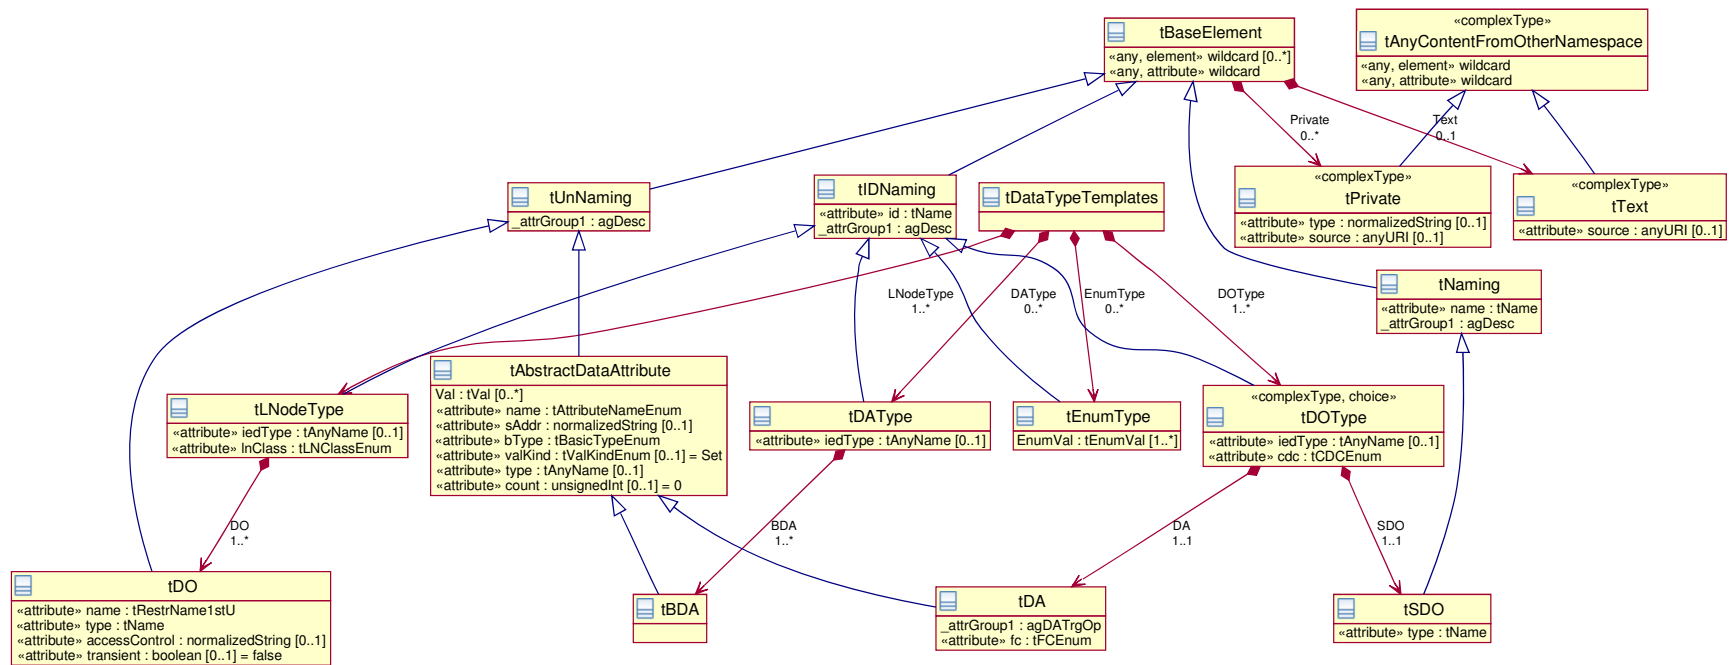 tBaseElement
«any, element» wildcard [0..*]
«any, attribute» wildcard
«complexType»
tAnyContentFromOtherNamespace
«any, element» wildcard
«any, attribute» wildcard
Private
0..*
Text
0..1
tUnNaming
_attrGroup1 : agDesc
tIDNaming
«attribute» id : tName
_attrGroup1 : agDesc
tDataTypeTemplates
«complexType»
tPrivate
«attribute» type : normalizedString [0..1]
«attribute» source : anyURI [0..1]
«complexType»
tText
«attribute» source : anyURI [0..1]
LNodeType
1..*
DAType
0..*
EnumType
0..*
DOType
1..*
tNaming
«attribute» name : tName
_attrGroup1 : agDesc
tLNodeType
«attribute» iedType : tAnyName [0..1]
«attribute» lnClass : tLNClassEnum
tAbstractDataAttribute
Val : tVal [0..*]
«attribute» name : tAttributeNameEnum
«attribute» sAddr : normalizedString [0..1]
«attribute» bType : tBasicTypeEnum
«attribute» valKind : tValKindEnum [0..1] = Set
«attribute» type : tAnyName [0..1]
«attribute» count : unsignedInt [0..1] = 0
tDAType
«attribute» iedType : tAnyName [0..1]
tEnumType
EnumVal : tEnumVal [1..*]
«complexType, choice»
tDOType
«attribute» iedType : tAnyName [0..1]
«attribute» cdc : tCDCEnum
DO
1..*
BDA
1..*
DA
1..1
SDO
1..1
tDO
«attribute» name : tRestrName1stU
«attribute» type : tName
«attribute» accessControl : normalizedString [0..1]
«attribute» transient : boolean [0..1] = false
tBDA
tDA
_attrGroup1 : agDATrgOp
«attribute» fc : tFCEnum
tSDO
«attribute» type : tName